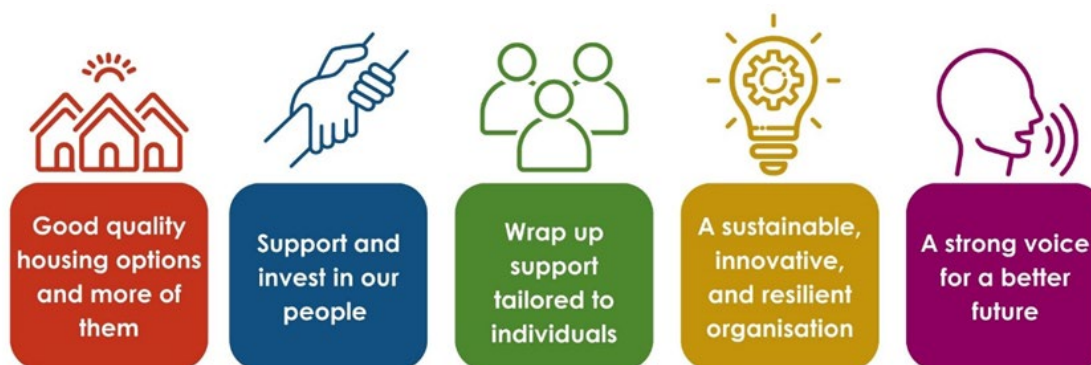 Good quality
housing options
and more of
them
Support and
invest in our
people
Wrap up
support
tailored to
individuals
A sustainable,
innovative,
and resilient
organisation
A strong voice
for a better
future